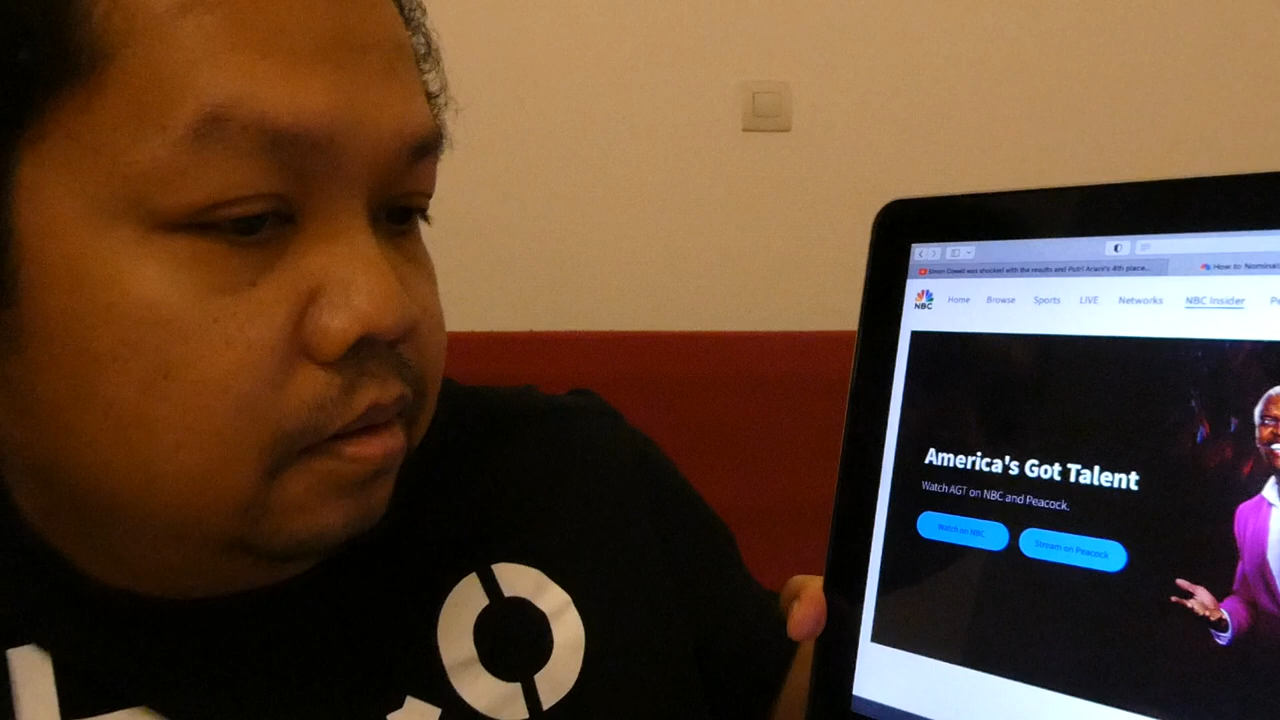 Simon Cowell was shocked with the results and Putri Ariani's 4th place...
How to Nomina
NBC
Home Browse Sports LIVE Networks NBC Insider Pe
America's Got Talent
Watch AGT on NBC and Peacock.
Watch on NBC Stream on Peacock